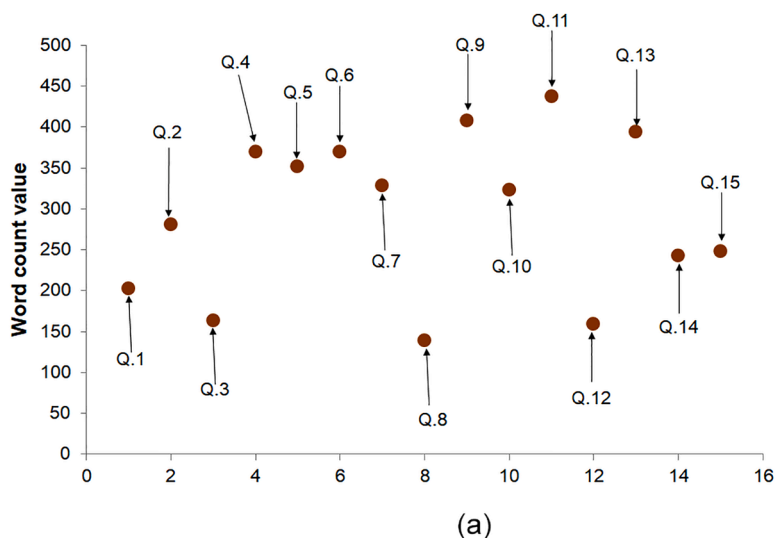 Q.11
Q.9
Q.13
Q.4
Q.6
Q.5
Q.2
Q.15
Q.7
Q.10
Q.14
Q.1
Q.3
Q.12
Q.8
Word count value
500
450
400
350
300
250
200
150
100
50
0
0 2 4 6 8 10 12 14 16
(a)